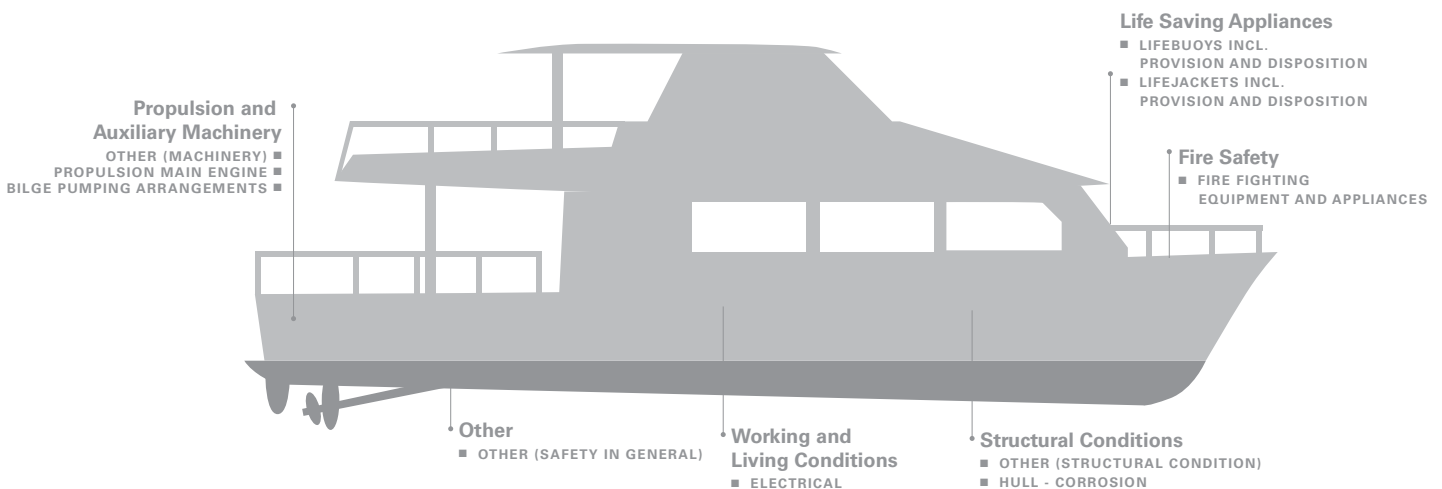 Life Saving Appliances
■ LIFEBUOYS INCL.
PROVISION AND DISPOSITION
■ LIFEJACKETS INCL.
PROVISION AND DISPOSITION
Propulsion and
Auxiliary Machinery
OTHER (MACHINERY) ■
PROPULSION MAIN ENGINE ■
BILGE PUMPING ARRANGEMENTS ■
Fire Safety
■ FIRE FIGHTING
EQUIPMENT AND APPLIANCES
Other
■ OTHER (SAFETY IN GENERAL)
Working and
Living Conditions
■ ELECTRICAL
Structural Conditions
■ OTHER (STRUCTURAL CONDITION)
■ HULL - CORROSION